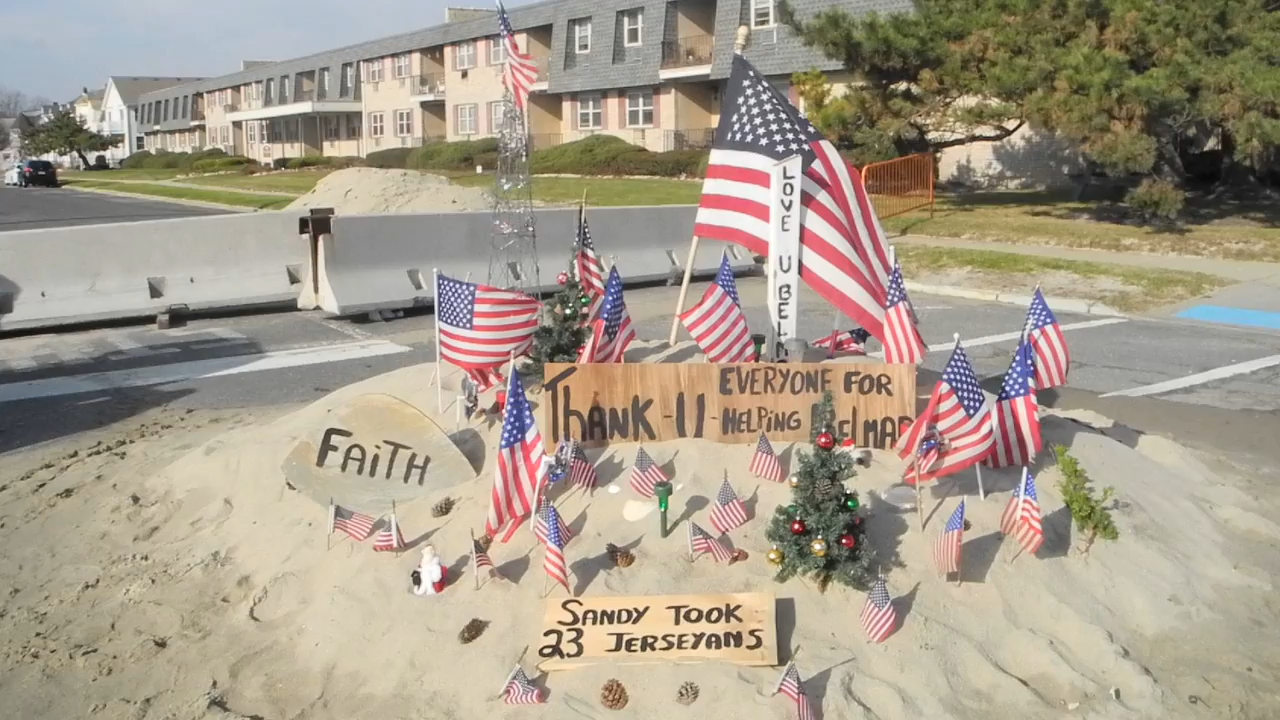 LOVE U BEL
FAITH
THANK-U-
EVERYONE FOR
HELPING BELMAR
SANDY TOOK
23 JERSEYANS